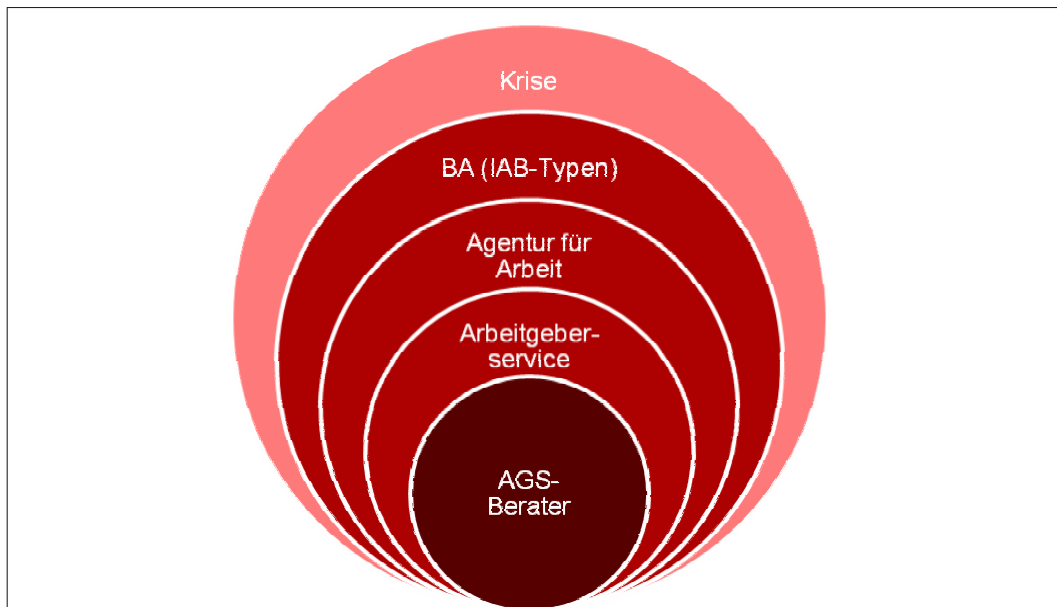 Krise
BA (IAB-Typen)
Agentur für
Arbeit
Arbeitgeber-
service
AGS-
Berater